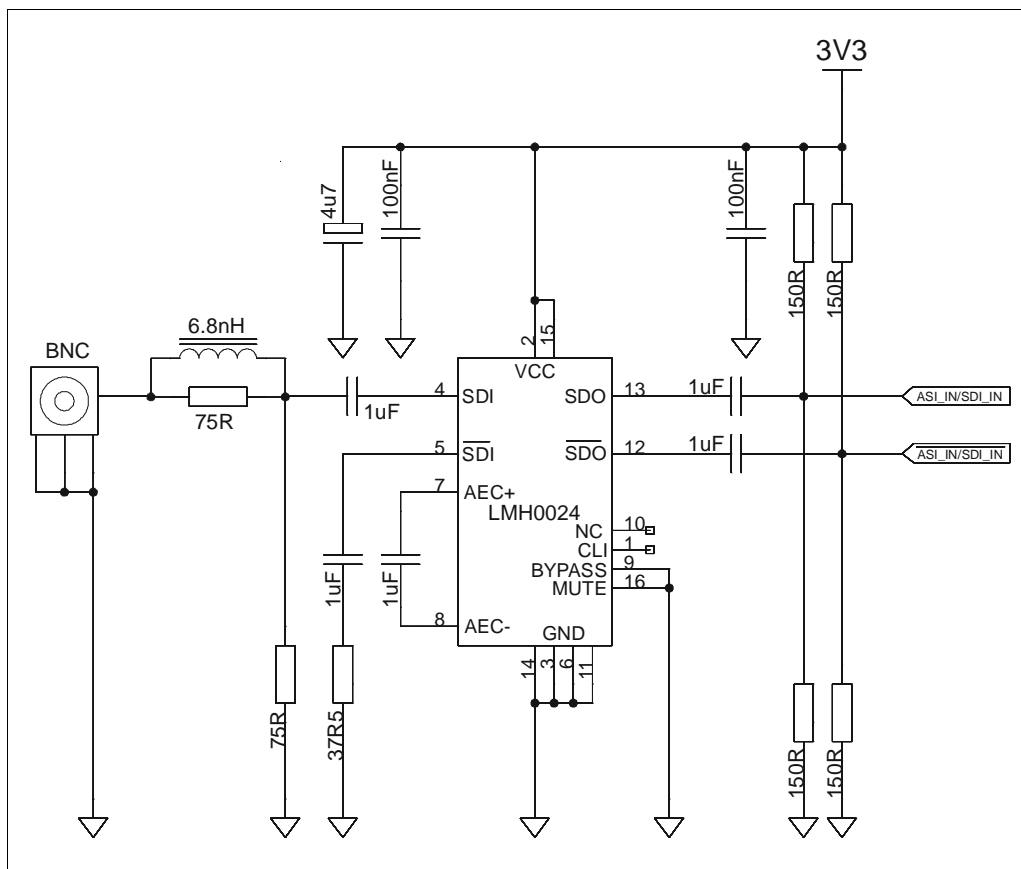 3V3
4u7
100nF
100nF
150R
150R
6.8nH
BNC
75R
1uF
2
15
VCC
4
SDI
SDO
13
1uF
ASI_IN/SDI_IN
5
SDI
SDO
12
1uF
ASI_IN/SDI_IN
7
AEC+
LMH0024
NC
10
CLI
1
BYPASS
9
MUTE
16
1uF
1uF
8
AEC-
GND
14
3
6
11
75R
37R5
150R
150R